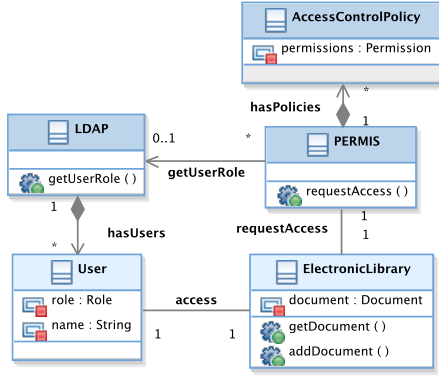 AccessControlPolicy
permissions : Permission
*
hasPolicies
1
LDAP
getUserRole ( )
0..1
*
getUserRole
PERMIS
requestAccess ( )
1
hasUsers
*
1
requestAccess
1
User
role : Role
name : String
access
1
1
ElectronicLibrary
document : Document
getDocument ( )
addDocument ( )